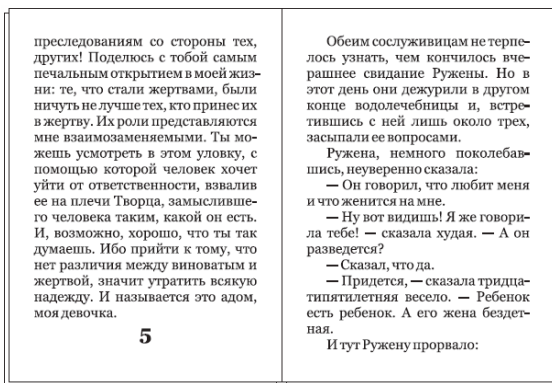 преследованиям со стороны тех,
других! Поделюсь с тобой самым
печальным открытием в моей жиз-
ни: те, что стали жертвами, были
ничуть не лучше тех, кто принес их
в жертву. Их роли представляются
мне взаимозаменяемыми. Ты мо-
жешь усмотреть в этом уловку, с
помощью которой человек хочет
уйти от ответственности, взвалив
ее на плечи Творца, замысливше-
го человека таким, какой он есть.
И, возможно, хорошо, что ты так
думаешь. Ибо прийти к тому, что
нет различия между виноватым и
жертвой, значит утратить всякую
надежду. И называется это адом,
моя девочка.
5
Обеим сослуживицам не терпе-
лось узнать, чем кончилось вче-
рашнее свидание Ружены. Но в
этот день они дежурили в другом
конце водолечебницы и, встре-
тившись с ней лишь около трех,
засыпали ее вопросами.
Ружена, немного поколебав-
шись, неуверенно сказала:
— Он говорил, что любит меня
и что женится на мне.
— Ну вот видишь! Я же говори-
ла тебе! — сказала худая. — А он
разведется?
— Сказал, что да.
— Придется, — сказала тридца-
типятилетняя весело. — Ребенок
есть ребенок. А его жена бездет-
ная.
И тут Ружену прорвало: